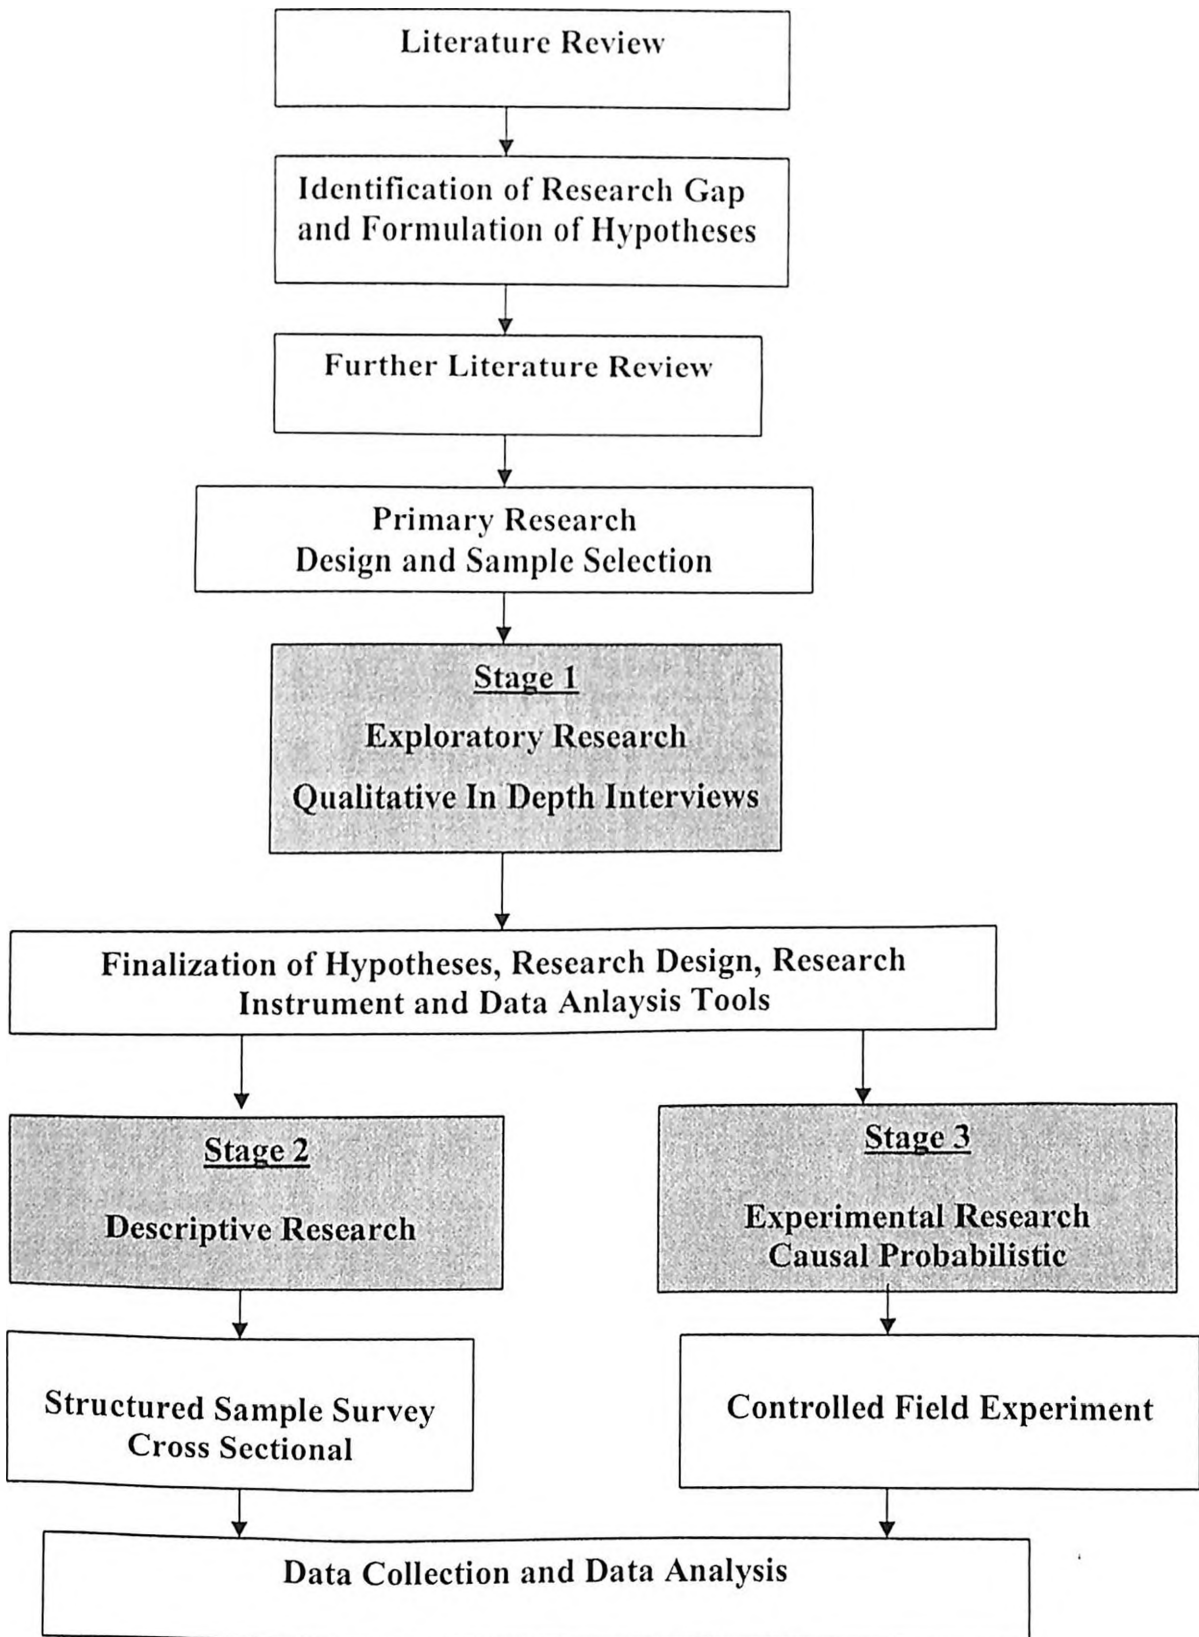 Literature Review
Identification of Research Gap
and Formulation of Hypotheses
Further Literature Review
Primary Research
Design and Sample Selection
Stage 1
Exploratory Research
Qualitative In Depth Interviews
Finalization of Hypotheses, Research Design, Research
Instrument and Data Anlaysis Tools
Stage 2
Descriptive Research
Stage 3
Experimental Research
Causal Probabilistic
Structured Sample Survey
Cross Sectional
Controlled Field Experiment
Data Collection and Data Analysis